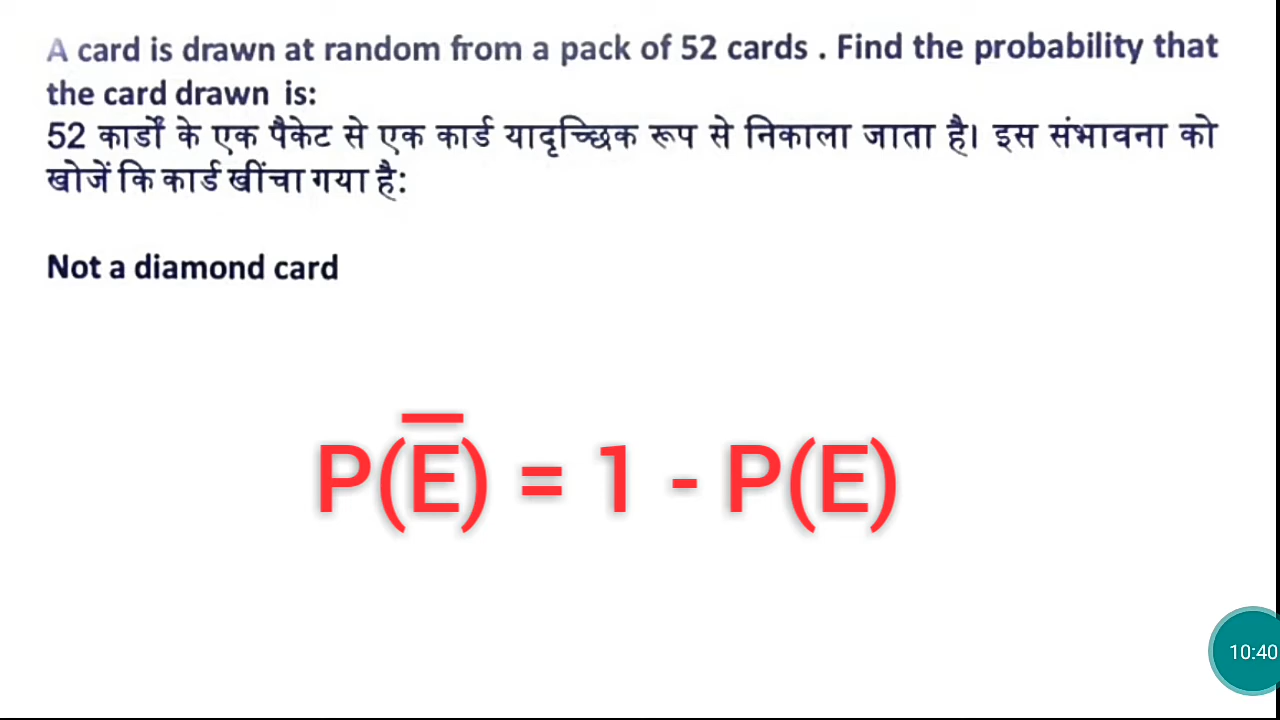 A card is drawn at random from a pack of 52 cards . Find the probability that
the card drawn is:
52 कार्डों के एक पैकेट से एक कार्ड यादृच्छिक रूप से निकाला जाता है। इस संभावना को
खोजें कि कार्ड खींचा गया है:
Not a diamond card
P(E̅) = 1 - P(E)
10:40